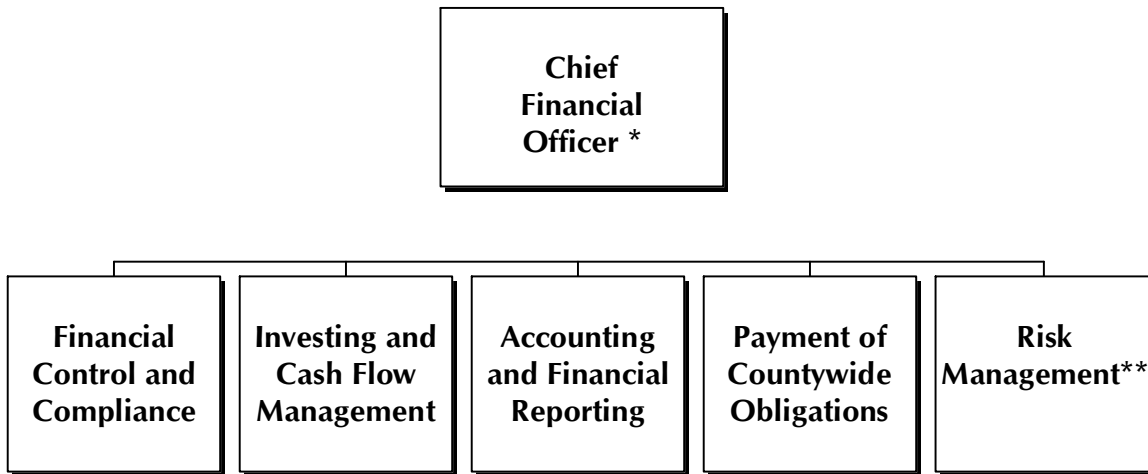 Chief
Financial
Officer *
Financial
Control and
Compliance
Investing and
Cash Flow
Management
Accounting
and Financial
Reporting
Payment of
Countywide
Obligations
Risk
Management**